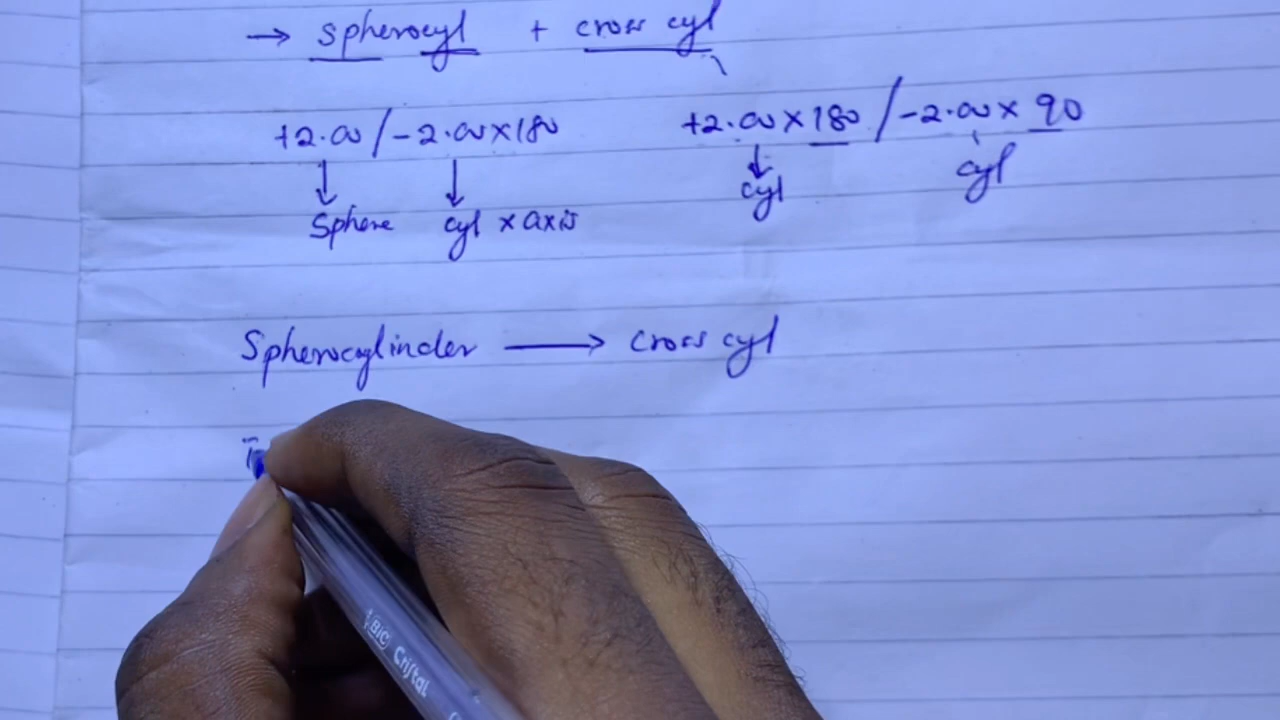 → spherocyl + cross cyl
+2.00 / -2.00 x 180 +2.00 x 180 / -2.00 x 90
Sphere cyl x axis cyl cyl
Spherocylinder → cross cyl
BIC Cristal